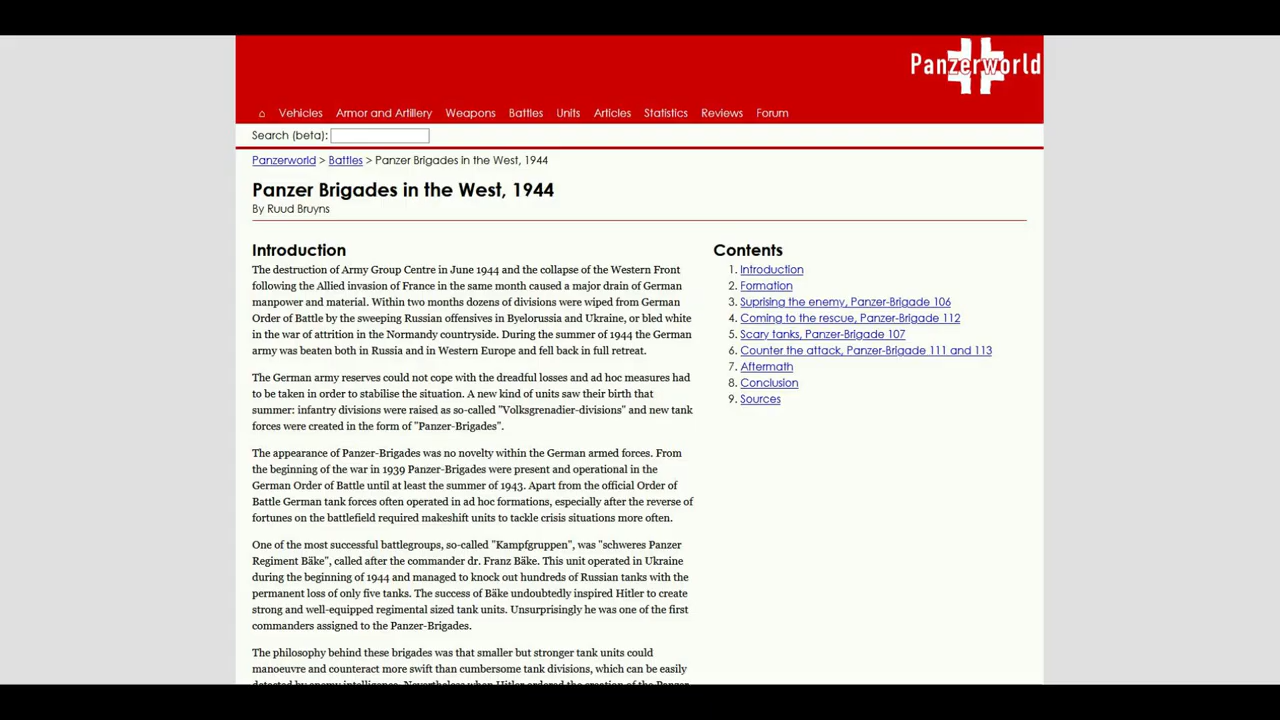 Panzerworld
⌂ Vehicles Armor and Artillery Weapons Battles Units Articles Statistics Reviews Forum
Search (beta):
Panzerworld > Battles > Panzer Brigades in the West, 1944
Panzer Brigades in the West, 1944
By Ruud Bruyns
Introduction
The destruction of Army Group Centre in June 1944 and the collapse of the Western Front
following the Allied invasion of France in the same month caused a major drain of German
manpower and material. Within two months dozens of divisions were wiped from German
Order of Battle by the sweeping Russian offensives in Byelorussia and Ukraine, or bled white
in the war of attrition in the Normandy countryside. During the summer of 1944 the German
army was beaten both in Russia and in Western Europe and fell back in full retreat.
The German army reserves could not cope with the dreadful losses and ad hoc measures had
to be taken in order to stabilise the situation. A new kind of units saw their birth that
summer: infantry divisions were raised as so-called "Volksgrenadier-divisions" and new tank
forces were created in the form of "Panzer-Brigades".
The appearance of Panzer-Brigades was no novelty within the German armed forces. From
the beginning of the war in 1939 Panzer-Brigades were present and operational in the
German Order of Battle until at least the summer of 1943. Apart from the official Order of
Battle German tank forces often operated in ad hoc formations, especially after the reverse of
fortunes on the battlefield required makeshift units to tackle crisis situations more often.
One of the most successful battlegroups, so-called "Kampfgruppen", was "schweres Panzer
Regiment Bäke", called after the commander dr. Franz Bäke. This unit operated in Ukraine
during the beginning of 1944 and managed to knock out hundreds of Russian tanks with the
permanent loss of only five tanks. The success of Bäke undoubtedly inspired Hitler to create
strong and well-equipped regimental sized tank units. Unsurprisingly he was one of the first
commanders assigned to the Panzer-Brigades.
The philosophy behind these brigades was that smaller but stronger tank units could
manoeuvre and counteract more swift than cumbersome tank divisions, which can be easily
detected by enemy intelligence. Nevertheless when Hitler ordered the creation of the Panzer
Contents
1. Introduction
2. Formation
3. Suprising the enemy, Panzer-Brigade 106
4. Coming to the rescue, Panzer-Brigade 112
5. Scary tanks, Panzer-Brigade 107
6. Counter the attack, Panzer-Brigade 111 and 113
7. Aftermath
8. Conclusion
9. Sources